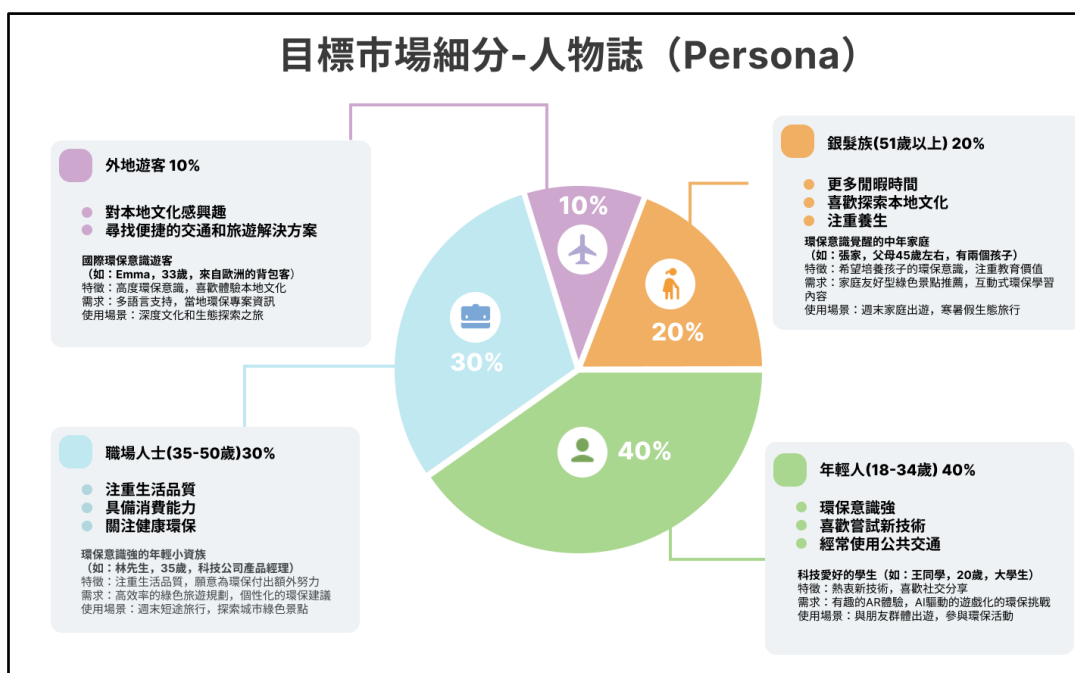 目標市場細分-人物誌（Persona）
外地遊客 10%
對本地文化感興趣
尋找便捷的交通和旅遊解決方案
國際環保意識遊客
（如：Emma，33歲，來自歐洲的背包客）
特徵：高度環保意識，喜歡體驗本地文化
需求：多語言支持，當地環保專案資訊
使用場景：深度文化和生態探索之旅
銀髮族(51歲以上) 20%
更多閒暇時間
喜歡探索本地文化
注重養生
環保意識覺醒的中年家庭
（如：張家，父母45歲左右，有兩個孩子）
特徵：希望培養孩子的環保意識，注重教育價值
需求：家庭友好型綠色景點推薦，互動式環保學習
內容
使用場景：週末家庭出遊，寒暑假生態旅行
10%
20%
30%
40%
職場人士(35-50歲)30%
注重生活品質
具備消費能力
關注健康環保
環保意識強的年輕小資族
（如：林先生，35歲，科技公司產品經理）
特徵：注重生活品質，願意為環保付出額外努力
需求：高效率的綠色旅遊規劃，個性化的環保建議
使用場景：週末短途旅行，探索城市綠色景點
年輕人(18-34歲) 40%
環保意識強
喜歡嘗試新技術
經常使用公共交通
科技愛好的學生（如：王同學，20歲，大學生）
特徵：熱衷新技術，喜歡社交分享
需求：有趣的AR體驗，AI驅動的遊戲化的環保挑戰
使用場景：與朋友群體出遊，參與環保活動